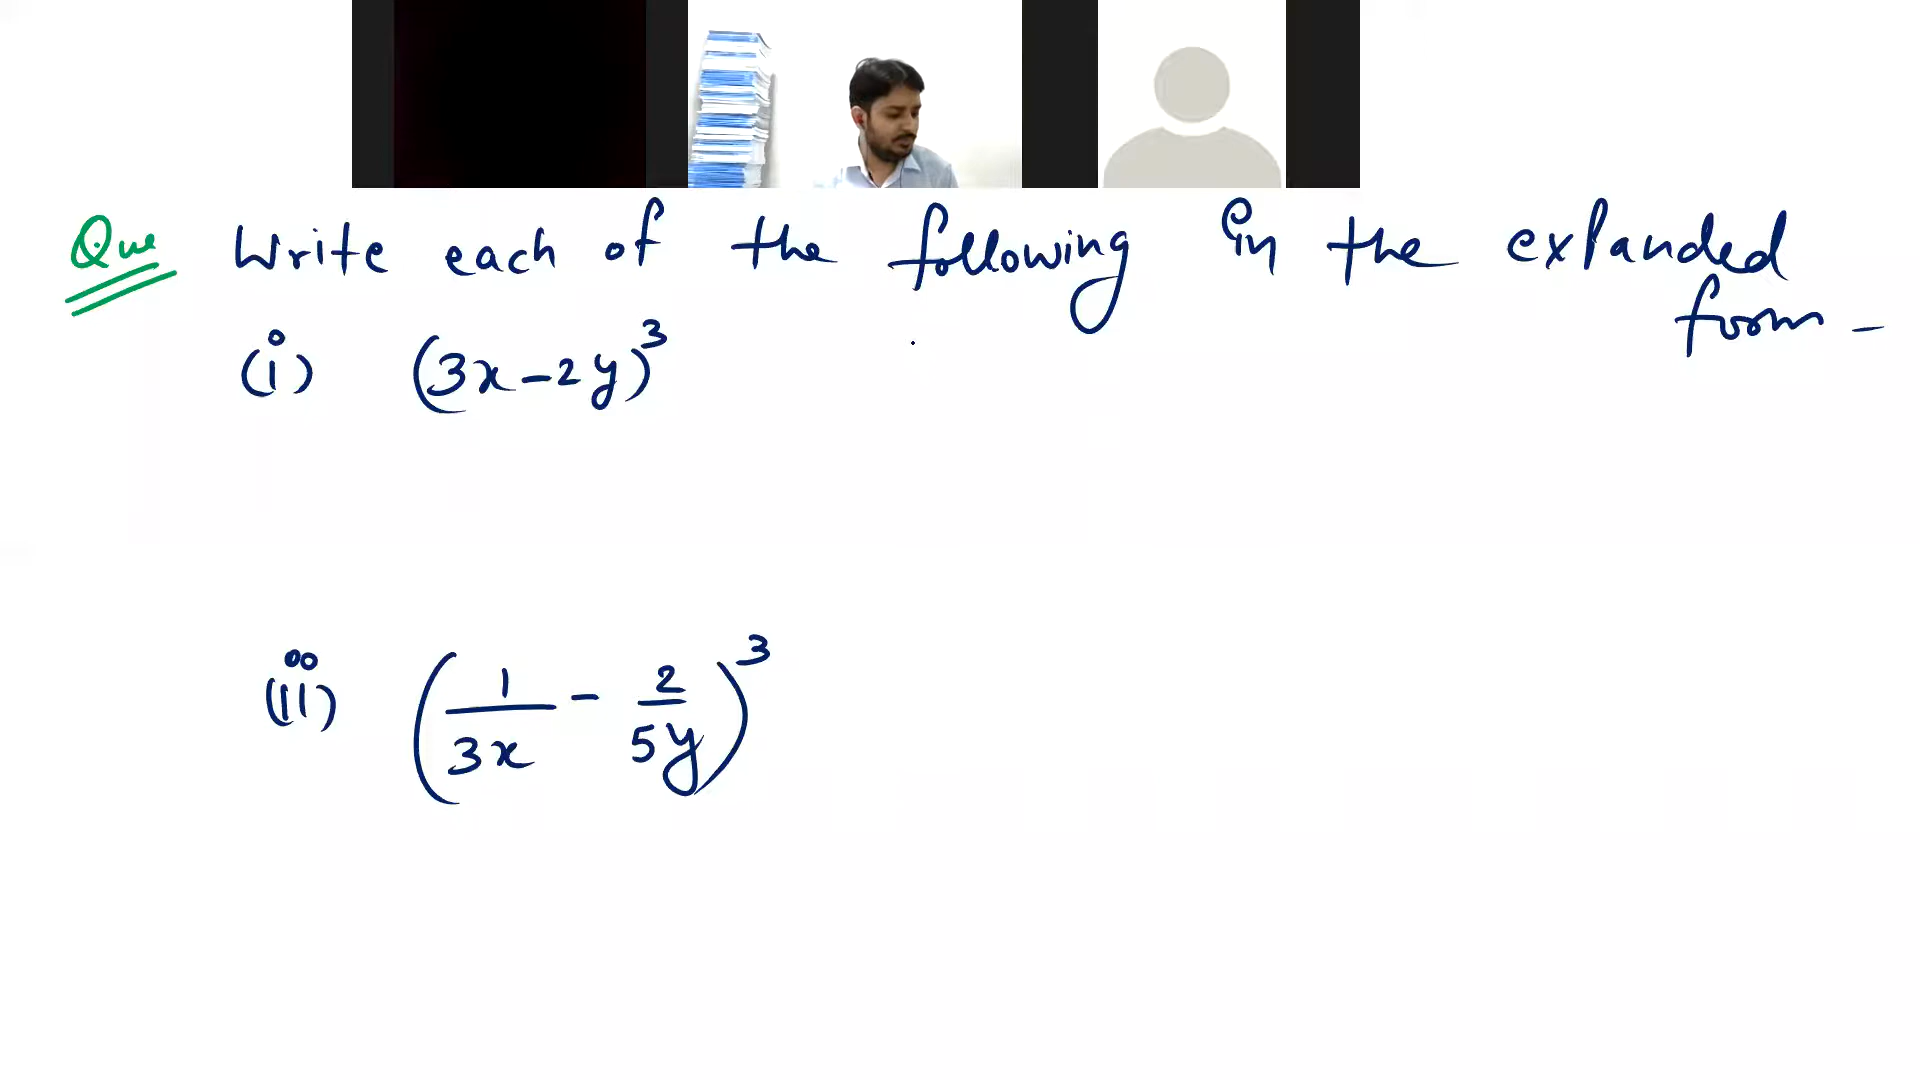 Que Write each of the following in the expanded
form -
(i) (3x-2y)³
(ii) (1/3x - 2/5y)³